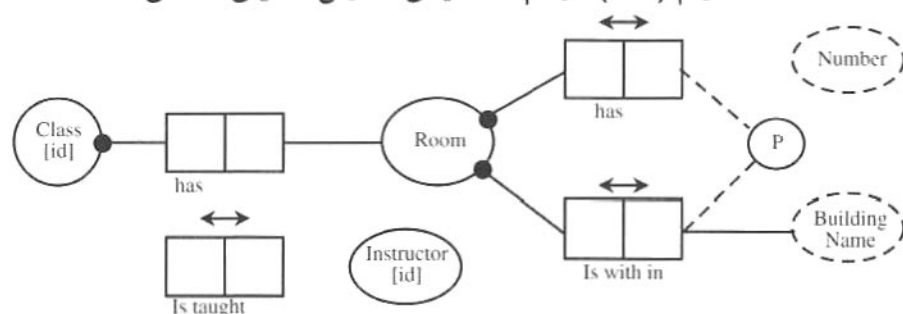 Class
[id]
has
Room
has
Number
P
Is with in
Building
Name
Is taught
Instructor
[id]